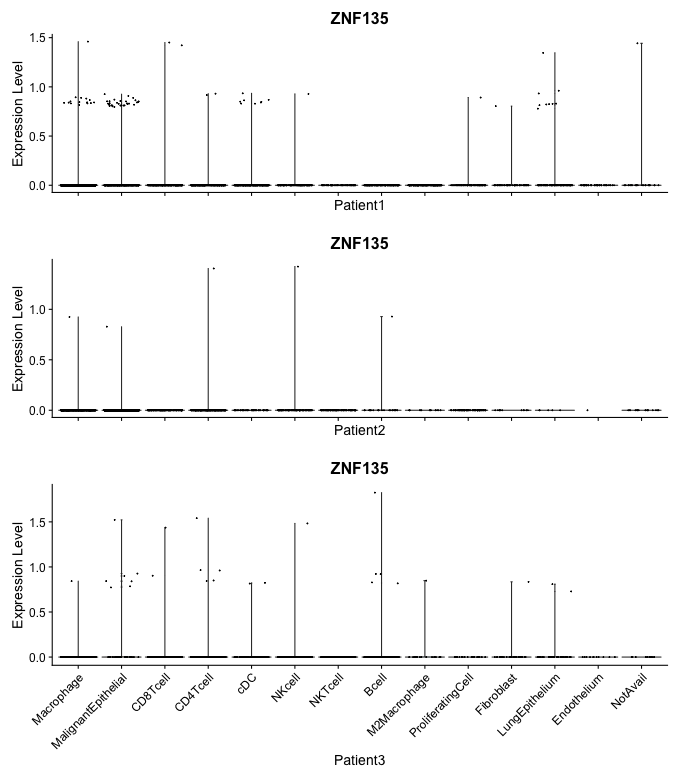 ZNF135
Expression Level
1.5
1.0
0.5
0.0
Patient1
ZNF135
Expression Level
1.0
0.5
0.0
Patient2
ZNF135
Expression Level
1.5
1.0
0.5
0.0
Macrophage
MalignantEpithelial
CD8Tcell
CD4Tcell
cDC
NKcell
NKTcell
Bcell
M2Macrophage
ProliferatingCell
Fibroblast
LungEpithelium
Endothelium
NotAvail
Patient3